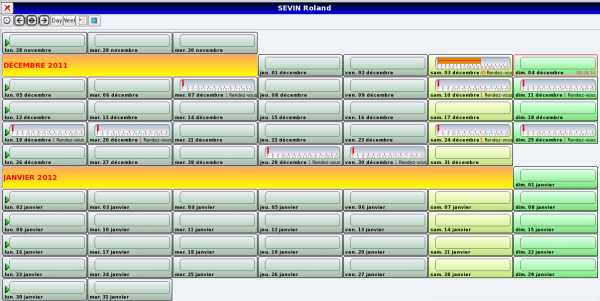 SEVIN Roland
Day
lun. 28 novembre mar. 29 novembre mer. 30 novembre
DÉCEMBRE 2011 jeu. 01 décembre ven. 02 décembre sam. 03 décembre Rendez-vous dim. 04 décembre
lun. 05 décembre mar. 06 décembre mer. 07 décembre 1 Rendez-vous jeu. 08 décembre ven. 09 décembre sam. 10 décembre 1 Rendez-vous dim. 11 décembre 1 Rendez-vous
lun. 12 décembre mar. 13 décembre mer. 14 décembre jeu. 15 décembre ven. 16 décembre sam. 17 décembre dim. 18 décembre
lun. 19 décembre 1 Rendez-vous mar. 20 décembre 1 Rendez-vous mar. 21 décembre jeu. 22 décembre ven. 23 décembre sam. 24 décembre 1 Rendez-vous dim. 25 décembre 1 Rendez-vous
lun. 26 décembre mar. 27 décembre mer. 28 décembre jeu. 29 décembre 1 Rendez-vous ven. 30 décembre 1 Rendez-vous sam. 31 décembre
JANVIER 2012 dim. 01 janvier
lun. 02 janvier mar. 03 janvier mer. 04 janvier jeu. 05 janvier ven. 06 janvier sam. 07 janvier dim. 08 janvier
lun. 09 janvier mar. 10 janvier mer. 11 janvier jeu. 12 janvier ven. 13 janvier sam. 14 janvier dim. 15 janvier
lun. 16 janvier mar. 17 janvier mer. 18 janvier jeu. 19 janvier ven. 20 janvier sam. 21 janvier dim. 22 janvier
lun. 23 janvier mar. 24 janvier mer. 25 janvier jeu. 26 janvier ven. 27 janvier sam. 28 janvier dim. 29 janvier
lun. 30 janvier mar. 31 janvier